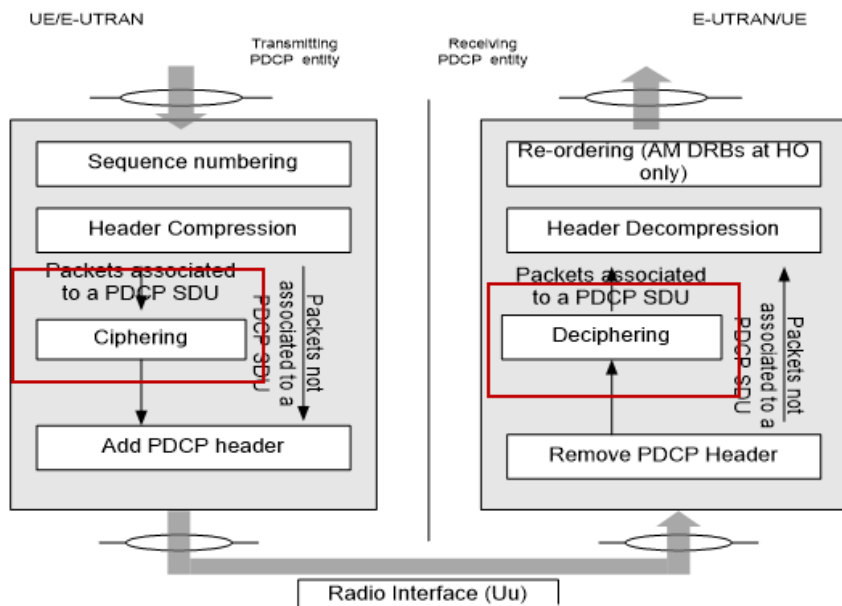 UE/E-UTRAN
E-UTRAN/UE
Transmitting
PDCP entity
Receiving
PDCP entity
Sequence numbering
Header Compression
Packets associated
to a PDCP SDU
Ciphering
Packets not
associated to a
PDCP SDU
Add PDCP header
Re-ordering (AM DRBs at HO
only)
Header Decompression
Packets associated
to a PDCP SDU
Deciphering
Packets not
associated to a
PDCP SDU
Remove PDCP Header
Radio Interface (Uu)